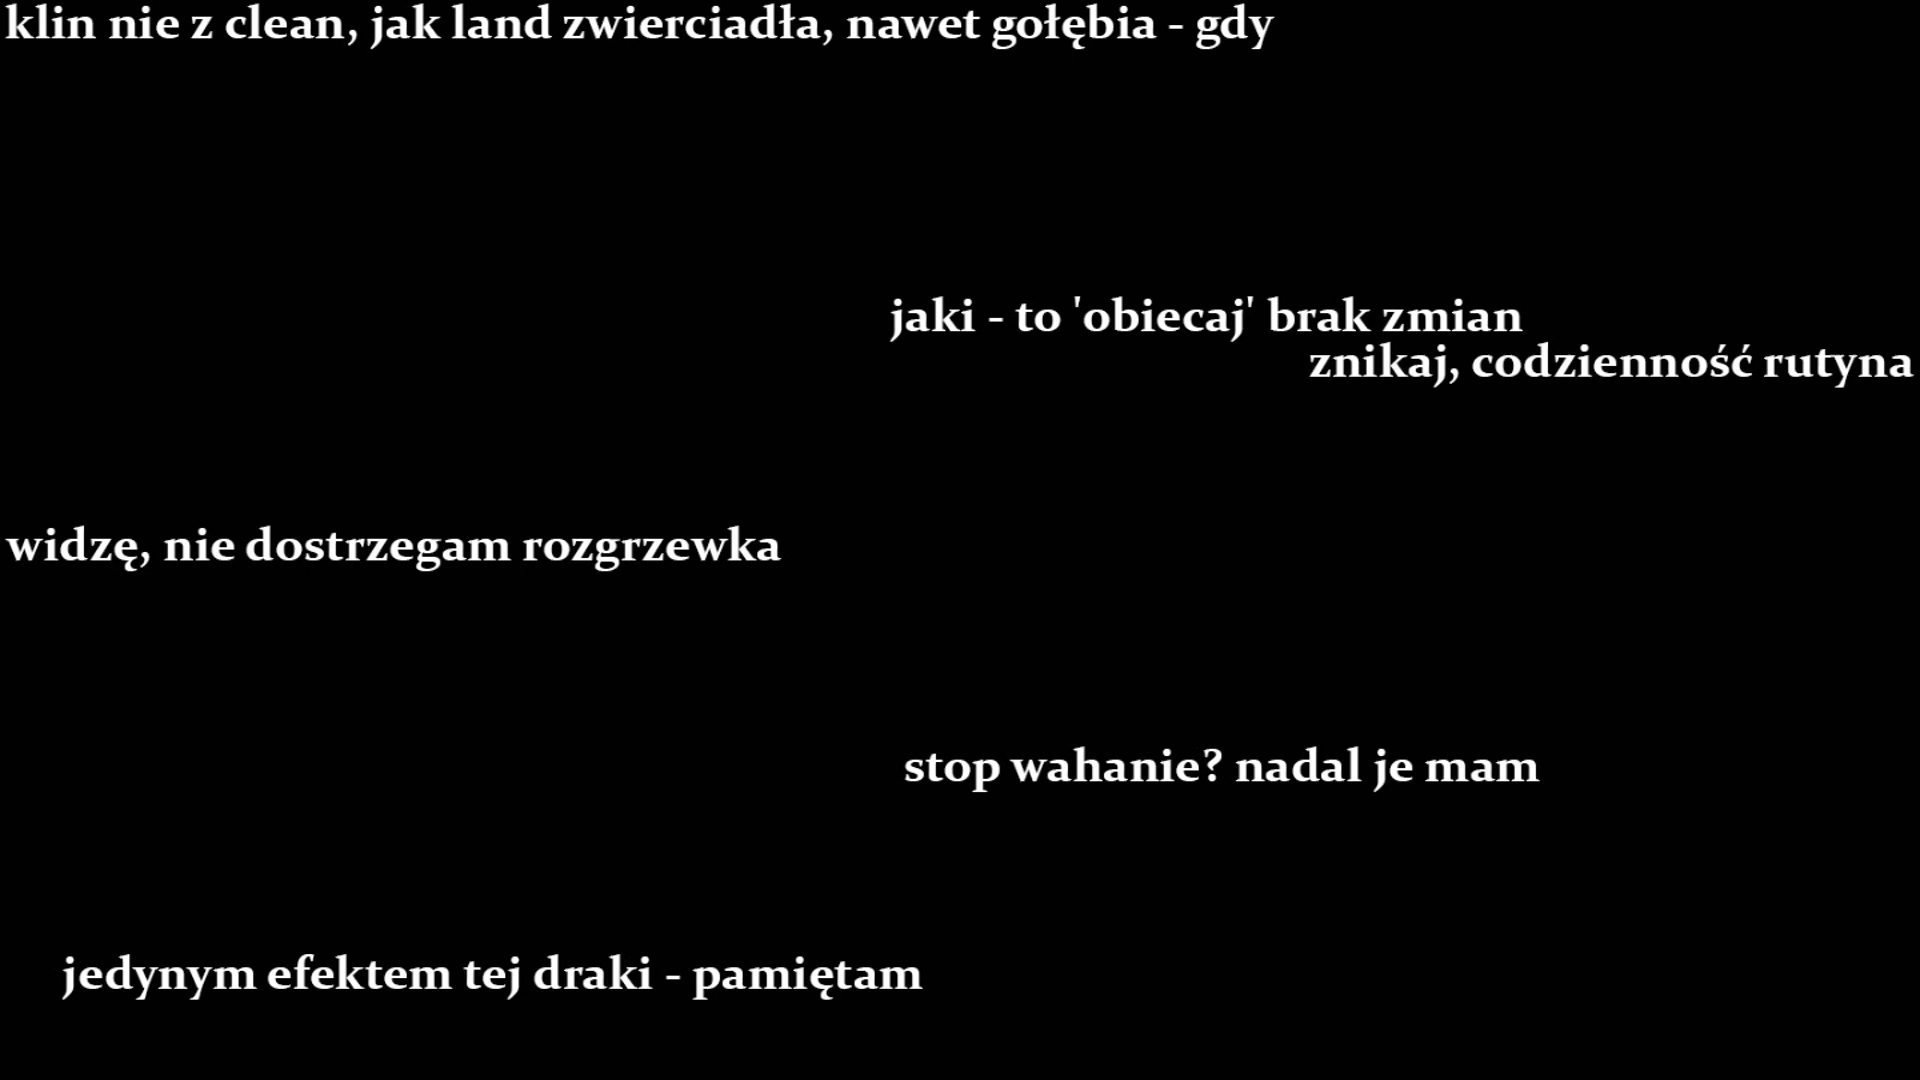 klin nie z clean, jak land zwierciadła, nawet gołębia - gdy
jaki - to 'obiecaj' brak zmian
znikaj, codzienność rutyna
widzę, nie dostrzegam rozgrzewka
stop wahanie? nadal je mam
jedynym efektem tej draki - pamiętam